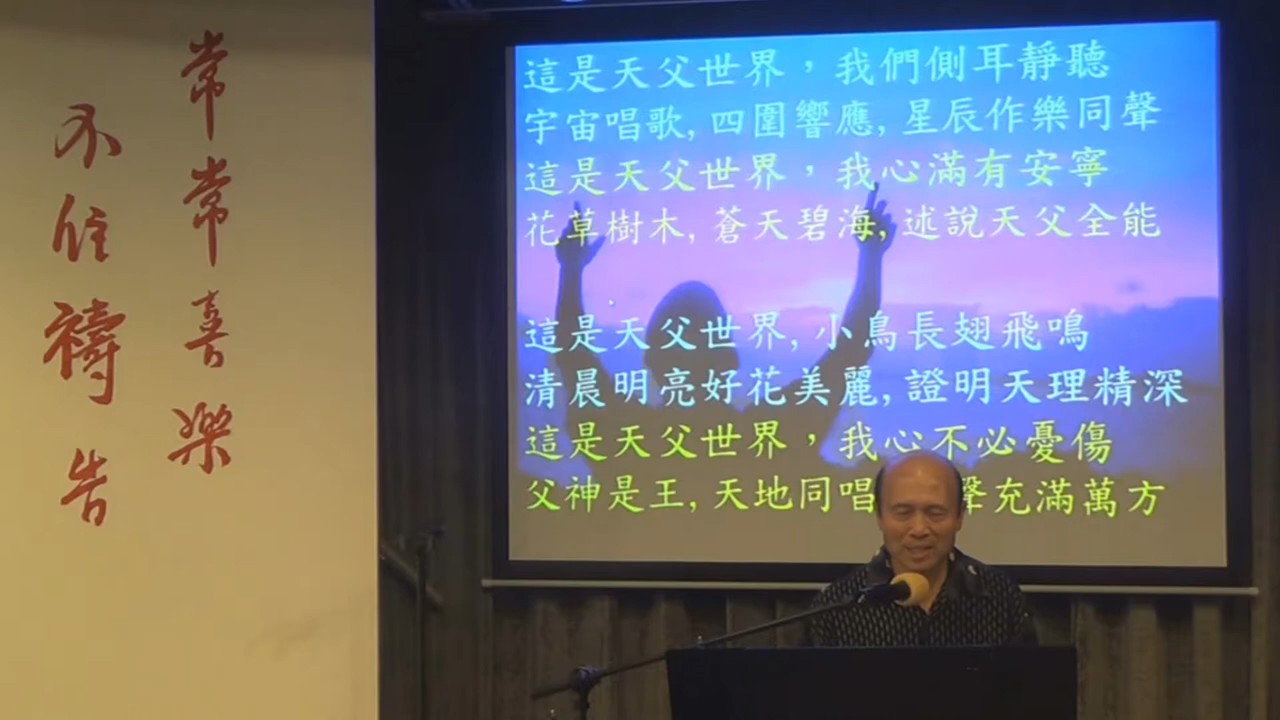 常常喜樂
不住禱告
這是天父世界，我們側耳靜聽
宇宙唱歌, 四圍響應, 星辰作樂同聲
這是天父世界，我心滿有安寧
花草樹木, 蒼天碧海, 述說天父全能
這是天父世界, 小鳥長翅飛鳴
清晨明亮好花美麗, 證明天理精深
這是天父世界，我心不必憂傷
父神是王, 天地同唱 聲充滿萬方